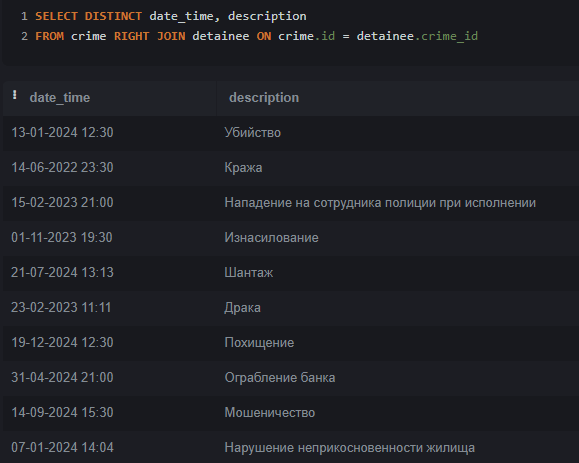 1 SELECT DISTINCT date_time, description
2 FROM crime RIGHT JOIN detainee ON crime.id = detainee.crime_id
date_time description
13-01-2024 12:30 Убийство
14-06-2022 23:30 Кража
15-02-2023 21:00 Нападение на сотрудника полиции при исполнении
01-11-2023 19:30 Изнасилование
21-07-2024 13:13 Шантаж
23-02-2023 11:11 Драка
19-12-2024 12:30 Похищение
31-04-2024 21:00 Ограбление банка
14-09-2024 15:30 Мошеничество
07-01-2024 14:04 Нарушение неприкосновенности жилища